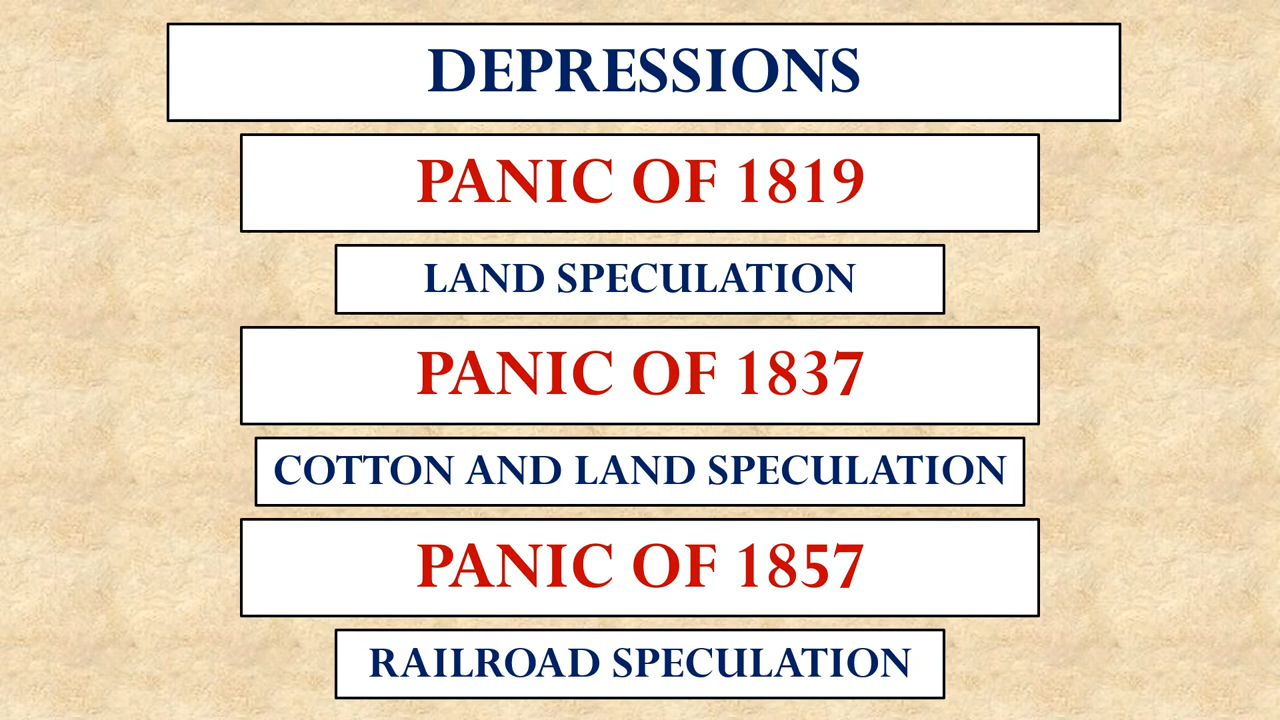 DEPRESSIONS
PANIC OF 1819
LAND SPECULATION
PANIC OF 1837
COTTON AND LAND SPECULATION
PANIC OF 1857
RAILROAD SPECULATION